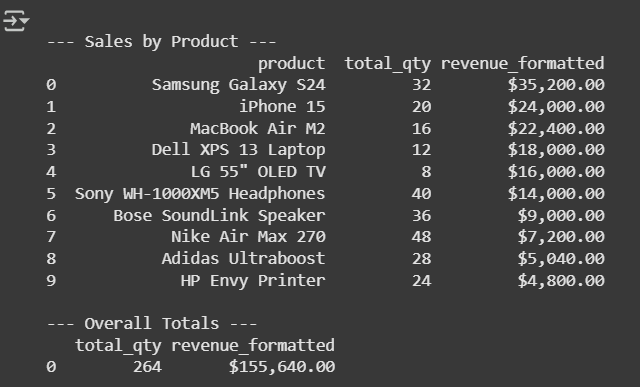 --- Sales by Product ---
product total_qty revenue_formatted
0 Samsung Galaxy S24 32 $35,200.00
1 iPhone 15 20 $24,000.00
2 MacBook Air M2 16 $22,400.00
3 Dell XPS 13 Laptop 12 $18,000.00
4 LG 55" OLED TV 8 $16,000.00
5 Sony WH-1000XM5 Headphones 40 $14,000.00
6 Bose SoundLink Speaker 36 $9,000.00
7 Nike Air Max 270 48 $7,200.00
8 Adidas Ultraboost 28 $5,040.00
9 HP Envy Printer 24 $4,800.00
--- Overall Totals ---
total_qty revenue_formatted
0 264 $155,640.00